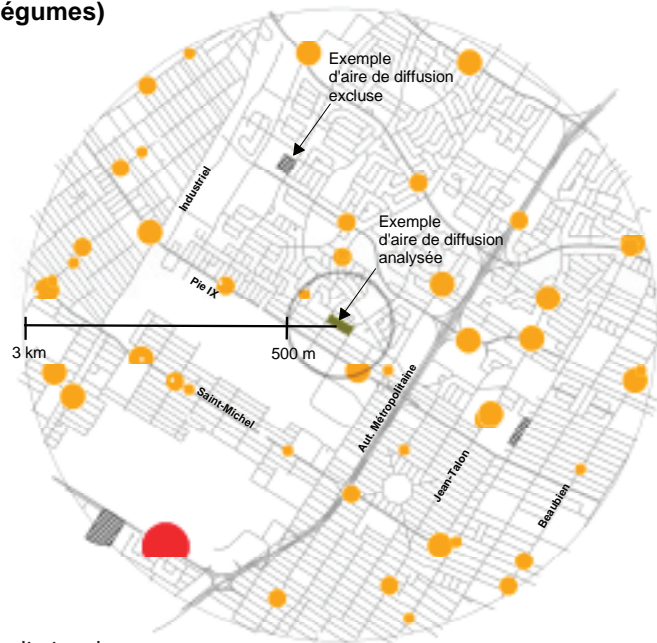 égumes)
Exemple
d'aire de diffusion
excluse
Industriel
Exemple
d'aire de diffusion
analysée
Pie IX
3 km
500 m
Saint-Michel
Aut. Métropolitaine
Jean-Talon
Beaubien